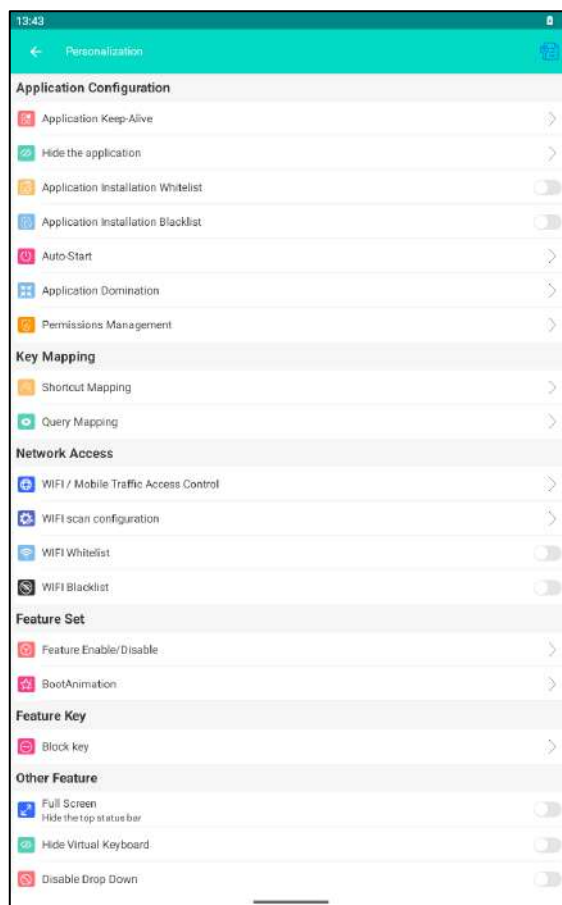 13:43
Personalization
Application Configuration
Application Keep-Alive
Hide the application
Application Installation Whitelist
Application Installation Blacklist
Auto-Start
Application Domination
Permissions Management
Key Mapping
Shortcut Mapping
Query Mapping
Network Access
WIFI / Mobile Traffic Access Control
WIFI scan configuration
WIFI Whitelist
WIFI Blacklist
Feature Set
Feature Enable/Disable
BootAnimation
Feature Key
Block key
Other Feature
Full Screen
Hide the top status bar
Hide Virtual Keyboard
Disable Drop Down